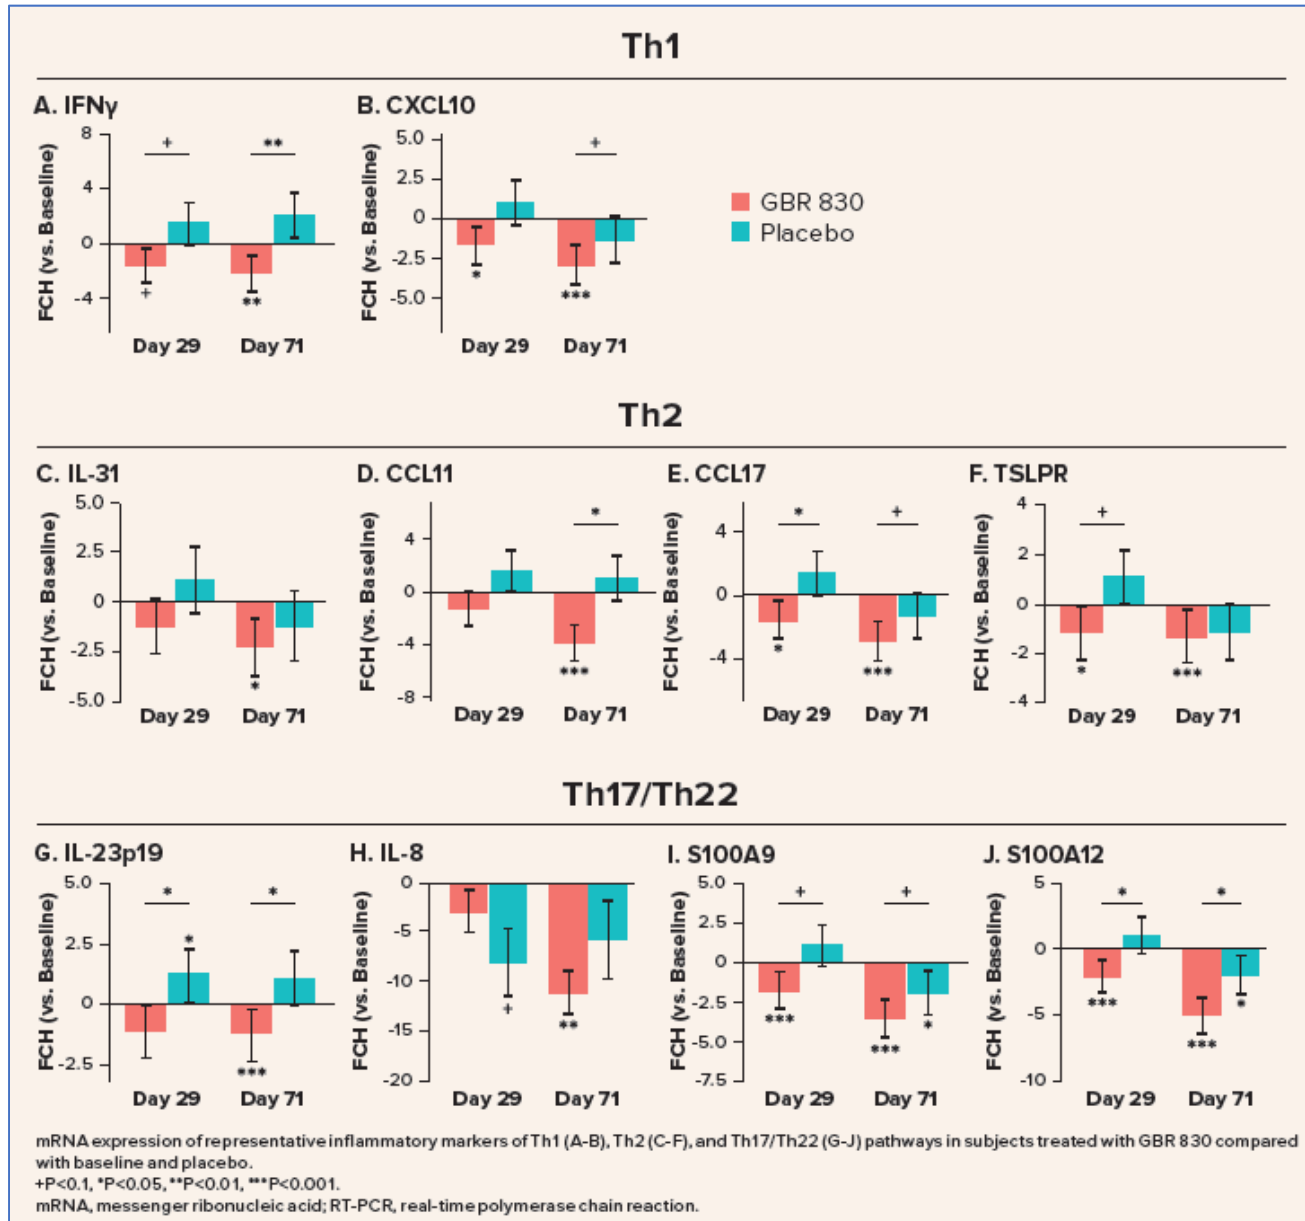 Th1
A. IFNγ
B. CXCL10
FCH (vs. Baseline)
8
4
0
-4
+
**
+
**
Day 29
Day 71
FCH (vs. Baseline)
5.0
2.5
0
-2.5
-5.0
+
*
***
Day 29
Day 71
GBR 830
Placebo
Th2
C. IL-31
D. CCL11
E. CCL17
F. TSLPR
FCH (vs. Baseline)
5.0
2.5
0
-2.5
-5.0
*
Day 29
Day 71
FCH (vs. Baseline)
4
0
-4
-8
*
***
Day 29
Day 71
FCH (vs. Baseline)
4
0
-4
*
+
*
***
Day 29
Day 71
FCH (vs. Baseline)
4
2
0
-2
-4
+
*
***
Day 29
Day 71
Th17/Th22
G. IL-23p19
H. IL-8
I. S100A9
J. S100A12
FCH (vs. Baseline)
5.0
2.5
0
-2.5
*
*
*
***
Day 29
Day 71
FCH (vs. Baseline)
0
-5
-10
-15
-20
+
**
Day 29
Day 71
FCH (vs. Baseline)
5.0
2.5
0
-2.5
-5.0
-7.5
+
+
***
***
*
Day 29
Day 71
FCH (vs. Baseline)
5
0
-5
-10
*
*
***
***
*
Day 29
Day 71
mRNA expression of representative inflammatory markers of Th1 (A-B), Th2 (C-F), and Th17/Th22 (G-J) pathways in subjects treated with GBR 830 compared
with baseline and placebo.
+P<0.1, *P<0.05, **P<0.01, ***P<0.001.
mRNA, messenger ribonucleic acid; RT-PCR, real-time polymerase chain reaction.